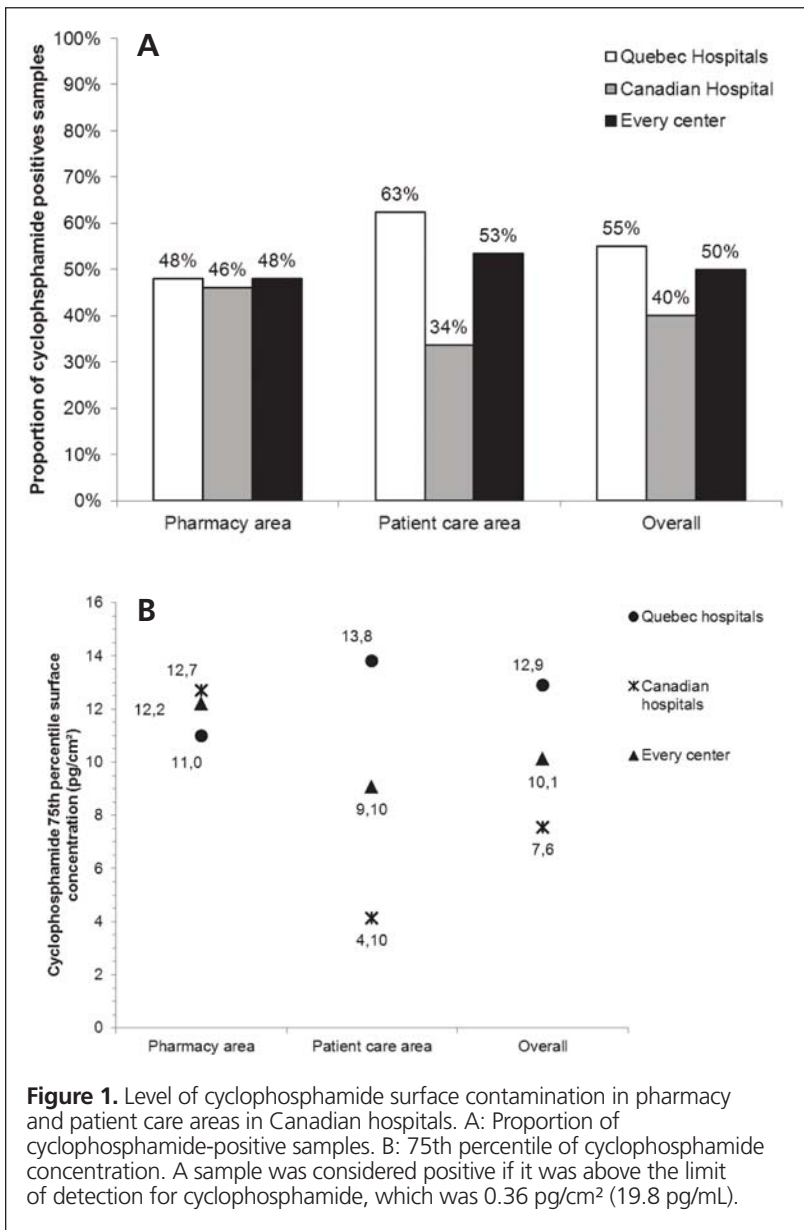 A
Quebec Hospitals
Canadian Hospital
Every center
Proportion of cyclophsphamide positives samples
100%
90%
80%
70%
60%
50%
40%
30%
20%
10%
0%
48%
46%
48%
63%
34%
53%
55%
40%
50%
Pharmacy area
Patient care area
Overall
B
Quebec hospitals
Canadian
hospitals
Every center
Cyclophosphamide 75th percentile surface
concentration (pg/cm²)
16
14
12
10
8
6
4
2
0
12,7
12,2
11,0
13,8
9,10
4,10
12,9
10,1
7,6
Pharmacy area
Patient care area
Overall
Figure 1. Level of cyclophosphamide surface contamination in pharmacy
and patient care areas in Canadian hospitals. A: Proportion of
cyclophosphamide-positive samples. B: 75th percentile of cyclophosphamide
concentration. A sample was considered positive if it was above the limit
of detection for cyclophosphamide, which was 0.36 pg/cm² (19.8 pg/mL).